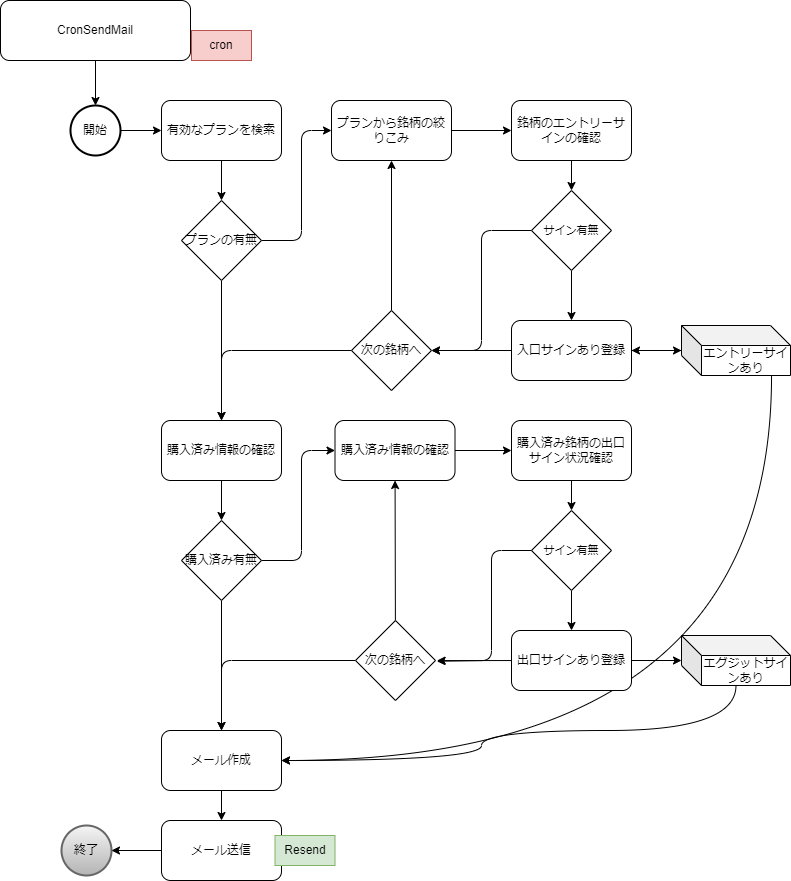 CronSendMail
cron
開始
有効なプランを検索
プランから銘柄の絞
りこみ
銘柄のエントリーサ
インの確認
プランの有無
サイン有無
次の銘柄へ
入口サインあり登録
エントリーサイ
ンあり
購入済み情報の確認
購入済み情報の確認
購入済み銘柄の出口
サイン状況確認
購入済み有無
サイン有無
次の銘柄へ
出口サインあり登録
エグジットサイ
ンあり
メール作成
終了
メール送信
Resend